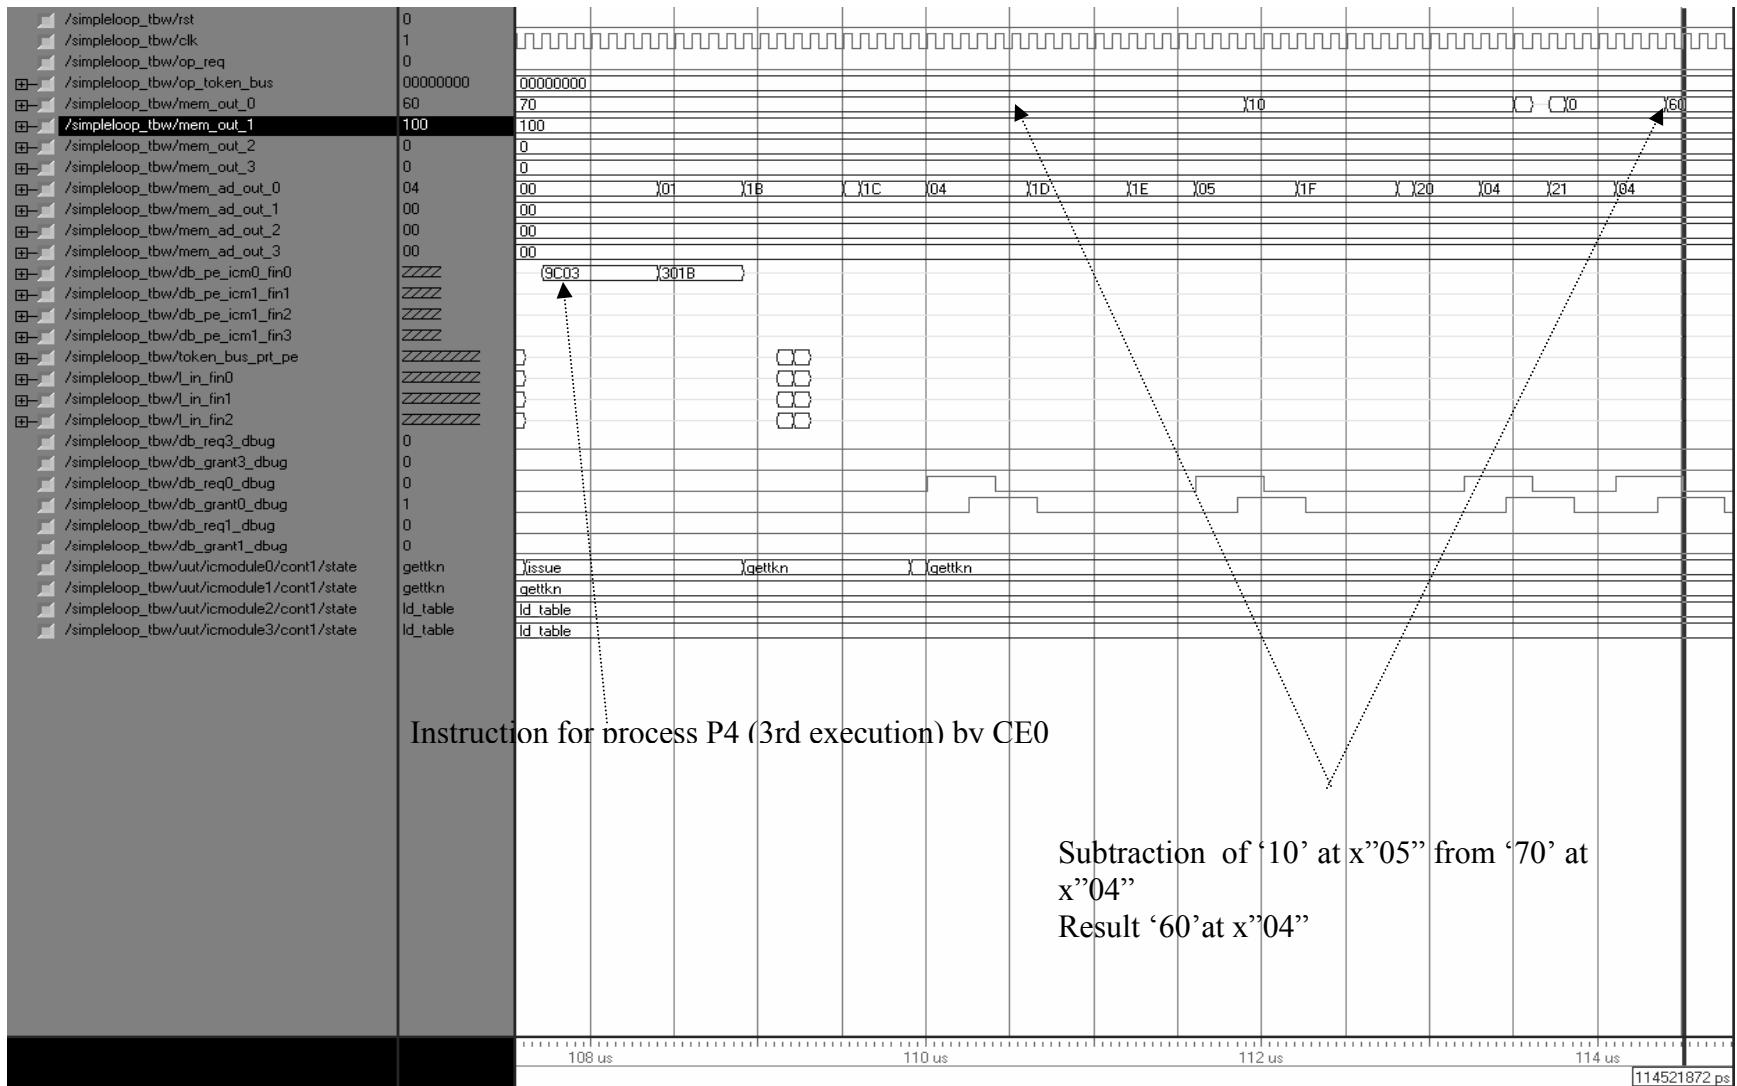 /simpleloop_tbw/rst 0
/simpleloop_tbw/clk 1
/simpleloop_tbw/op_req 0
/simpleloop_tbw/op_token_bus 00000000 00000000
/simpleloop_tbw/mem_out_0 60 70 10 0 60
/simpleloop_tbw/mem_out_1 100 100
/simpleloop_tbw/mem_out_2 0 0
/simpleloop_tbw/mem_out_3 0 0
/simpleloop_tbw/mem_ad_out_0 04 00 01 1B 1C 04 1D 1E 05 1F 20 04 21 04
/simpleloop_tbw/mem_ad_out_1 00 00
/simpleloop_tbw/mem_ad_out_2 00 00
/simpleloop_tbw/mem_ad_out_3 00 00
/simpleloop_tbw/db_pe_icm0_fin0 9C03 301B
/simpleloop_tbw/db_pe_icm1_fin1
/simpleloop_tbw/db_pe_icm1_fin2
/simpleloop_tbw/db_pe_icm1_fin3
/simpleloop_tbw/token_bus_prt_pe
/simpleloop_tbw/l_in_fin0
/simpleloop_tbw/l_in_fin1
/simpleloop_tbw/l_in_fin2
/simpleloop_tbw/db_req3_dbug 0
/simpleloop_tbw/db_grant3_dbug 0
/simpleloop_tbw/db_req0_dbug 0
/simpleloop_tbw/db_grant0_dbug 1
/simpleloop_tbw/db_req1_dbug 0
/simpleloop_tbw/db_grant1_dbug 0
/simpleloop_tbw/uut/icmodule0/cont1/state gettkn issue gettkn gettkn
/simpleloop_tbw/uut/icmodule1/cont1/state gettkn gettkn
/simpleloop_tbw/uut/icmodule2/cont1/state ld_table ld_table
/simpleloop_tbw/uut/icmodule3/cont1/state ld_table ld_table
Instruction for process P4 (3rd execution) by CE0
Subtraction of ‘10’ at x”05” from ‘70’ at
x”04”
Result ‘60’at x”04”
108 us 110 us 112 us 114 us
114521872 ps